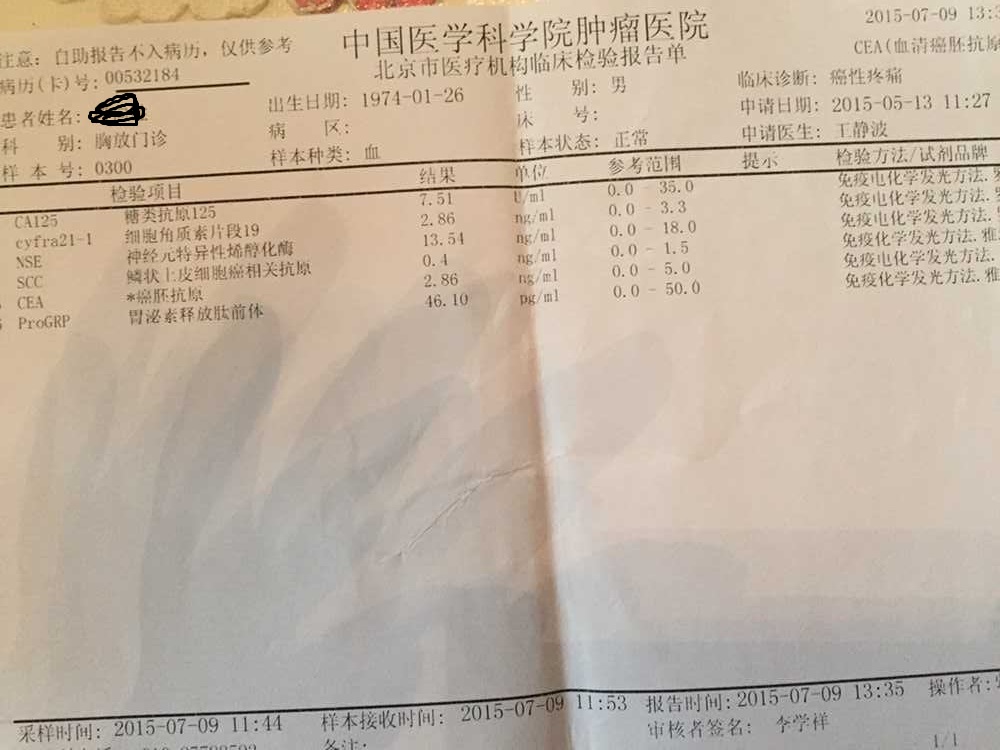 中国医学科学院肿瘤医院
2015-07-09 13:3
注意: 自助报告不入病历, 仅供参考
北京市医疗机构临床检验报告单
CEA(血清癌胚抗原
病历(卡)号: 00532184
患者姓名:
出生日期: 1974-01-26
性 别: 男
临床诊断: 癌性疼痛
科 别: 胸放门诊
病 区:
床 号:
申请日期: 2015-05-13 11:27
样 本 号: 0300
样本种类: 血
样本状态: 正常
申请医生: 王静波
检验项目 结果 单位 参考范围 提示 检验方法/试剂品牌
CA125 糖类抗原125 7.51 U/ml 0.0 - 35.0 免疫电化学发光方法.
cyfra21-1 细胞角质素片段19 2.86 ng/ml 0.0 - 3.3 免疫电化学发光方法.
NSE 神经元特异性烯醇化酶 13.54 ng/ml 0.0 - 18.0 免疫电化学发光方法.
SCC 鳞状上皮细胞癌相关抗原 0.4 ng/ml 0.0 - 1.5 免疫化学发光方法.雅
CEA *癌胚抗原 2.86 ng/ml 0.0 - 5.0 免疫电化学发光方法.
ProGRP 胃泌素释放肽前体 46.10 pg/ml 0.0 - 50.0 免疫化学发光方法.雅
采样时间: 2015-07-09 11:44 样本接收时间: 2015-07-09 11:53 报告时间: 2015-07-09 13:35 操作者:
备注:
审核者签名: 李学祥
1/1